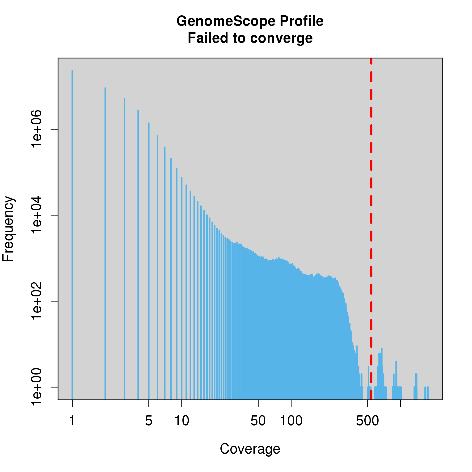 GenomeScope Profile
Failed to converge
Frequency
1e+06
1e+04
1e+02
1e+00
1
5
10
50
100
500
Coverage